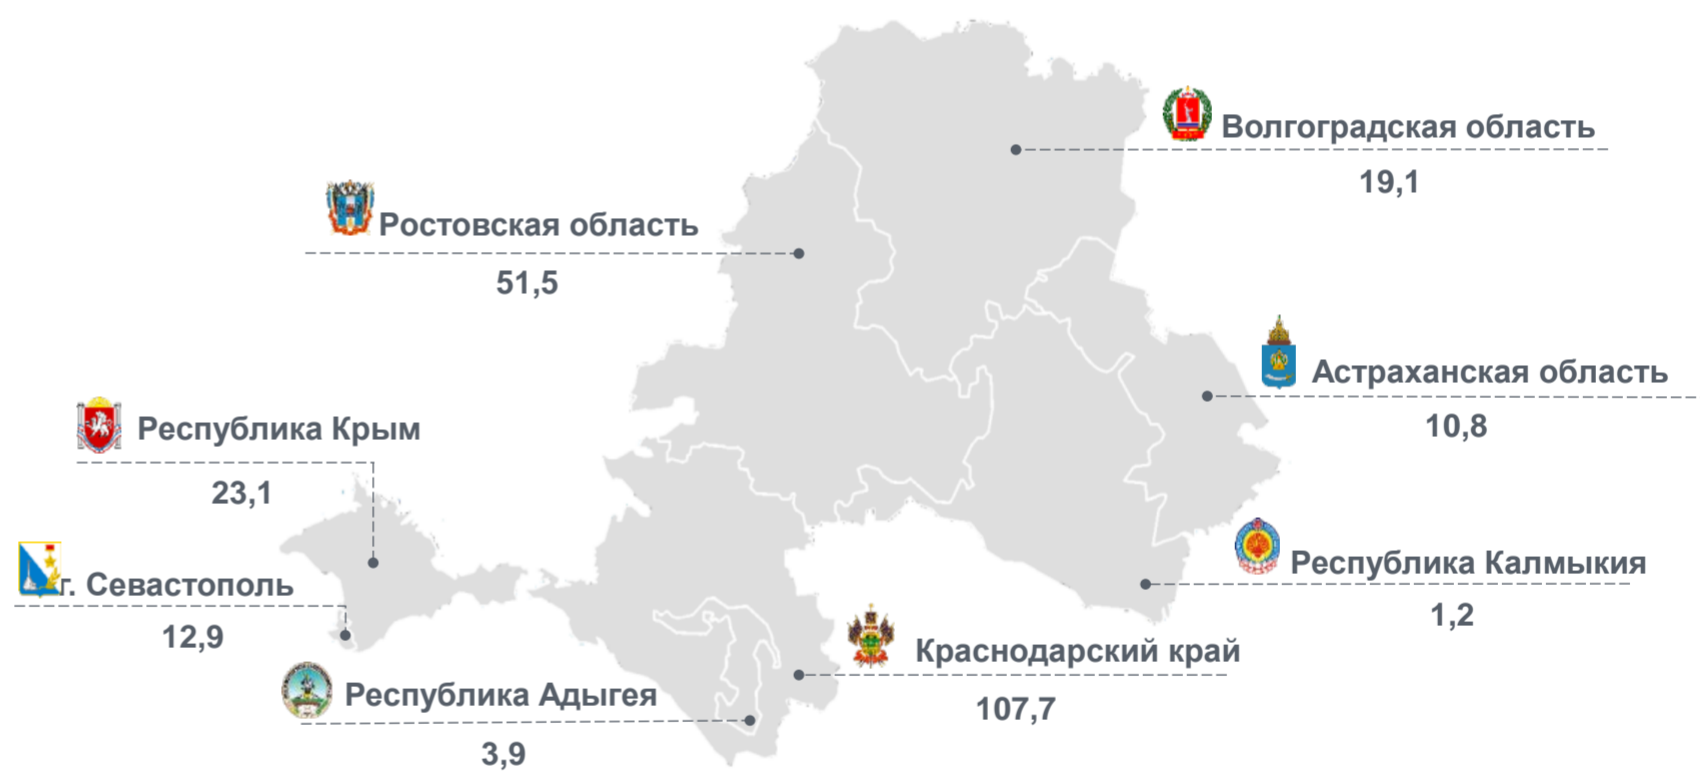 Волгоградская область
19,1
Ростовская область
51,5
Астраханская область
10,8
Республика Крым
23,1
Республика Калмыкия
1,2
г. Севастополь
12,9
Краснодарский край
107,7
Республика Адыгея
3,9